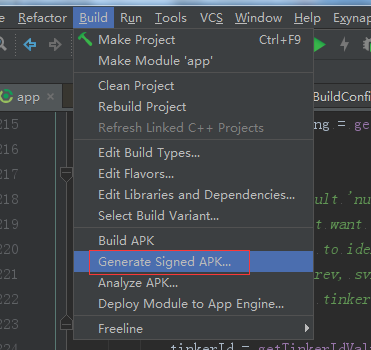 Refactor Build Run Tools VCS Window Help Exynap
Make Project Ctrl+F9
Make Module 'app'
app
Clean Project
BuildConfi
Rebuild Project
215
ng = ge
Refresh Linked C++ Projects
216
Edit Build Types...
217
Edit Flavors...
218
ult 'nu
Edit Libraries and Dependencies...
219
t want
Select Build Variant...
220
to ide
Build APK
221
rev, sv
Generate Signed APK...
222
tinker
Analyze APK...
223
Deploy Module to App Engine...
224
Freeline
tinkerId = getTinkerIdVal